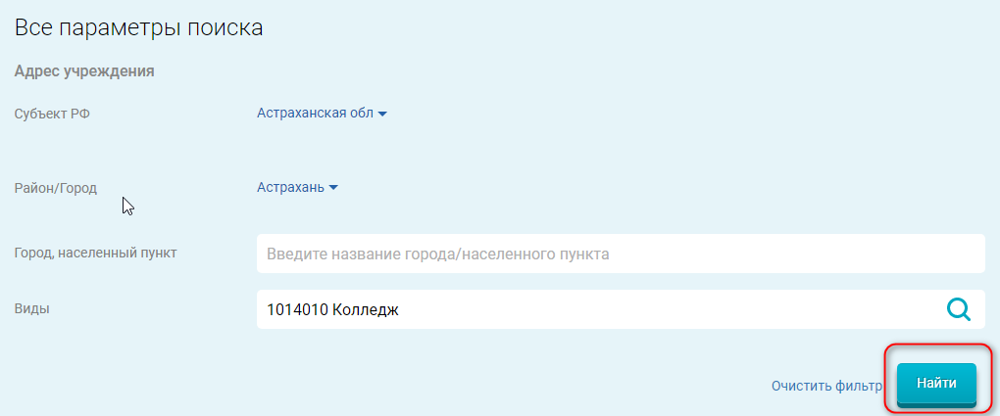 Все параметры поиска
Адрес учреждения
Субъект РФ Астраханская обл
Район/Город Астрахань
Город, населенный пункт Введите название города/населенного пункта
Виды 1014010 Колледж
Очистить фильтр Найти